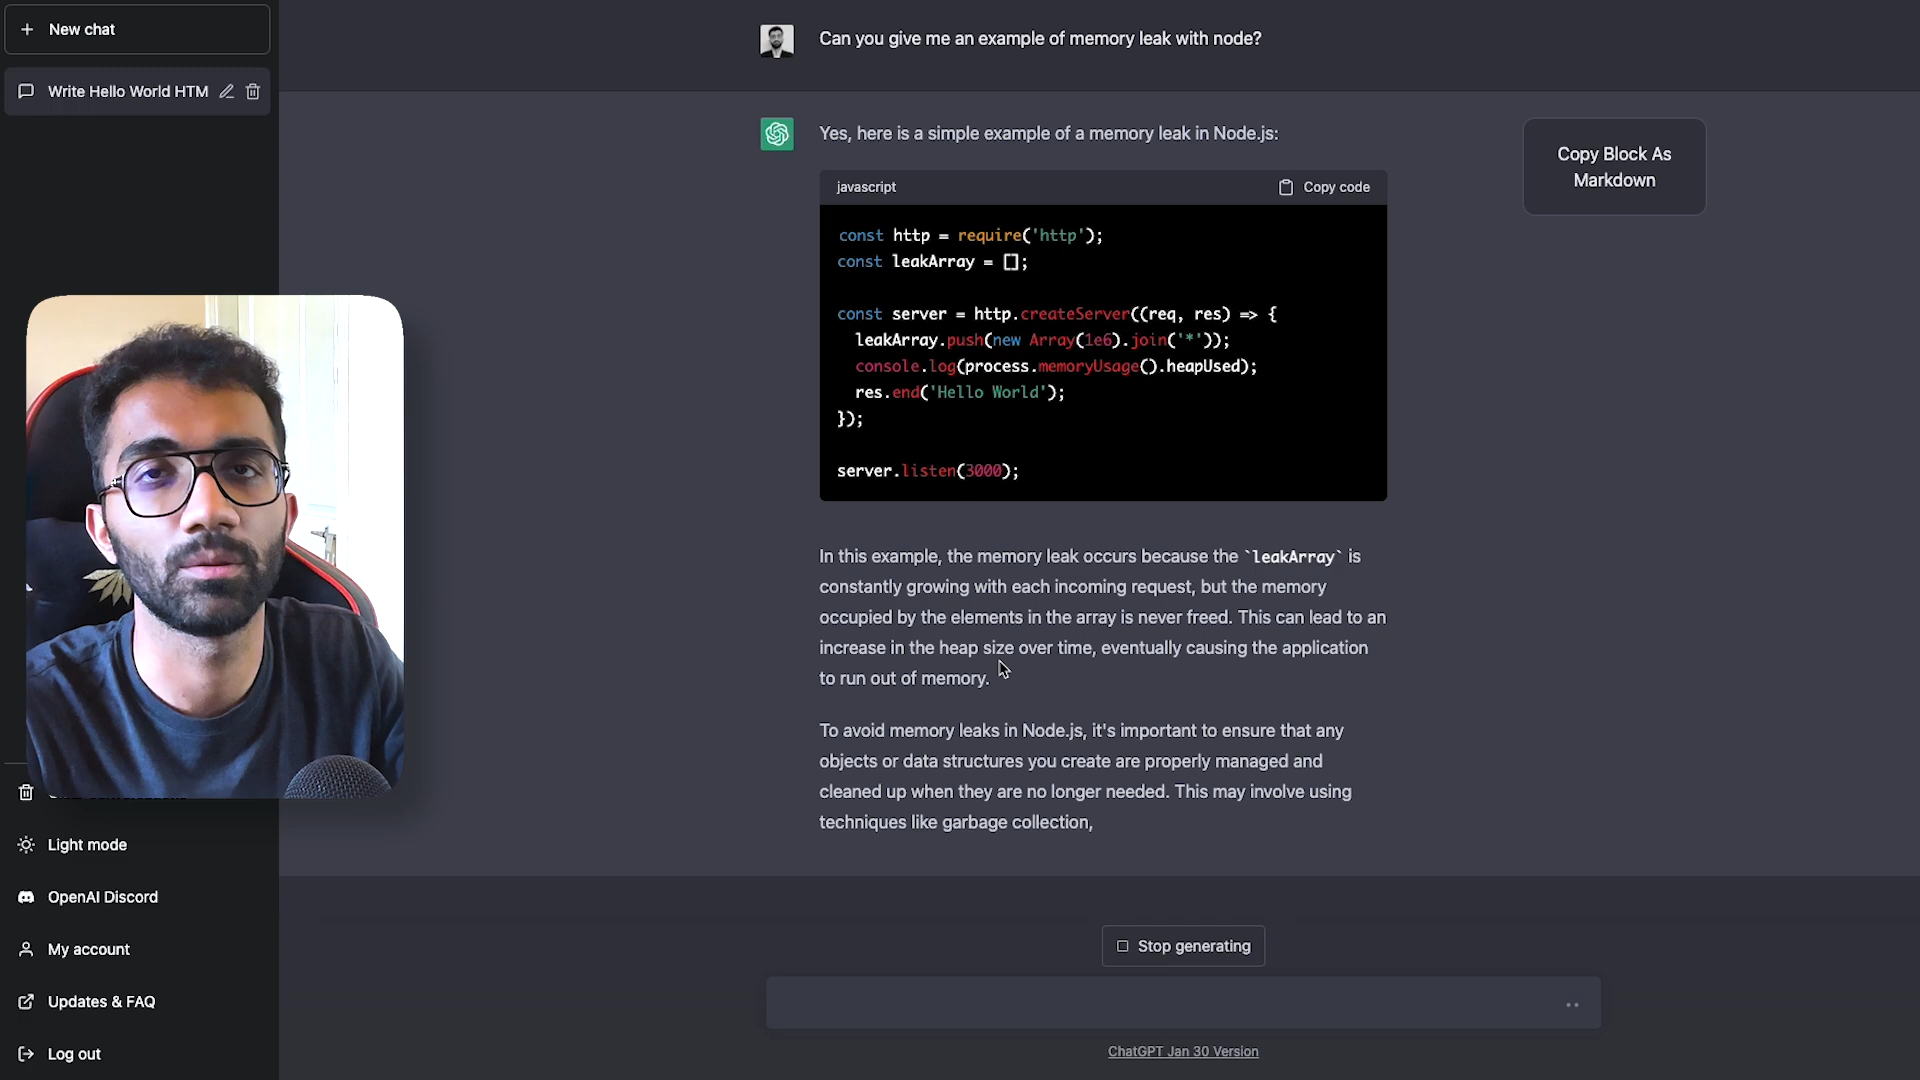 New chat
Write Hello World HTM
Can you give me an example of memory leak with node?
Yes, here is a simple example of a memory leak in Node.js:
Copy Block As
Markdown
javascript
Copy code
const http = require('http');
const leakArray = [];
const server = http.createServer((req, res) => {
leakArray.push(new Array(1e6).join('*'));
console.log(process.memoryUsage().heapUsed);
res.end('Hello World');
});
server.listen(3000);
In this example, the memory leak occurs because the `leakArray` is
constantly growing with each incoming request, but the memory
occupied by the elements in the array is never freed. This can lead to an
increase in the heap size over time, eventually causing the application
to run out of memory.
To avoid memory leaks in Node.js, it's important to ensure that any
objects or data structures you create are properly managed and
cleaned up when they are no longer needed. This may involve using
techniques like garbage collection,
Light mode
OpenAI Discord
My account
Updates & FAQ
Log out
Stop generating
ChatGPT Jan 30 Version